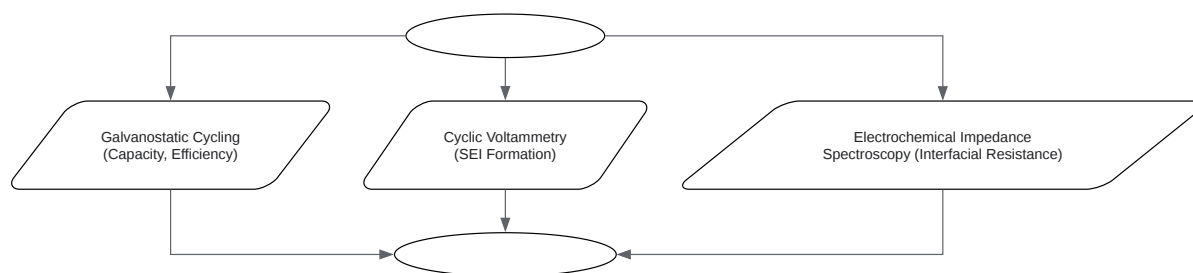 Galvanostatic Cycling
(Capacity, Efficiency)
Cyclic Voltammetry
(SEI Formation)
Electrochemical Impedance
Spectroscopy (Interfacial Resistance)